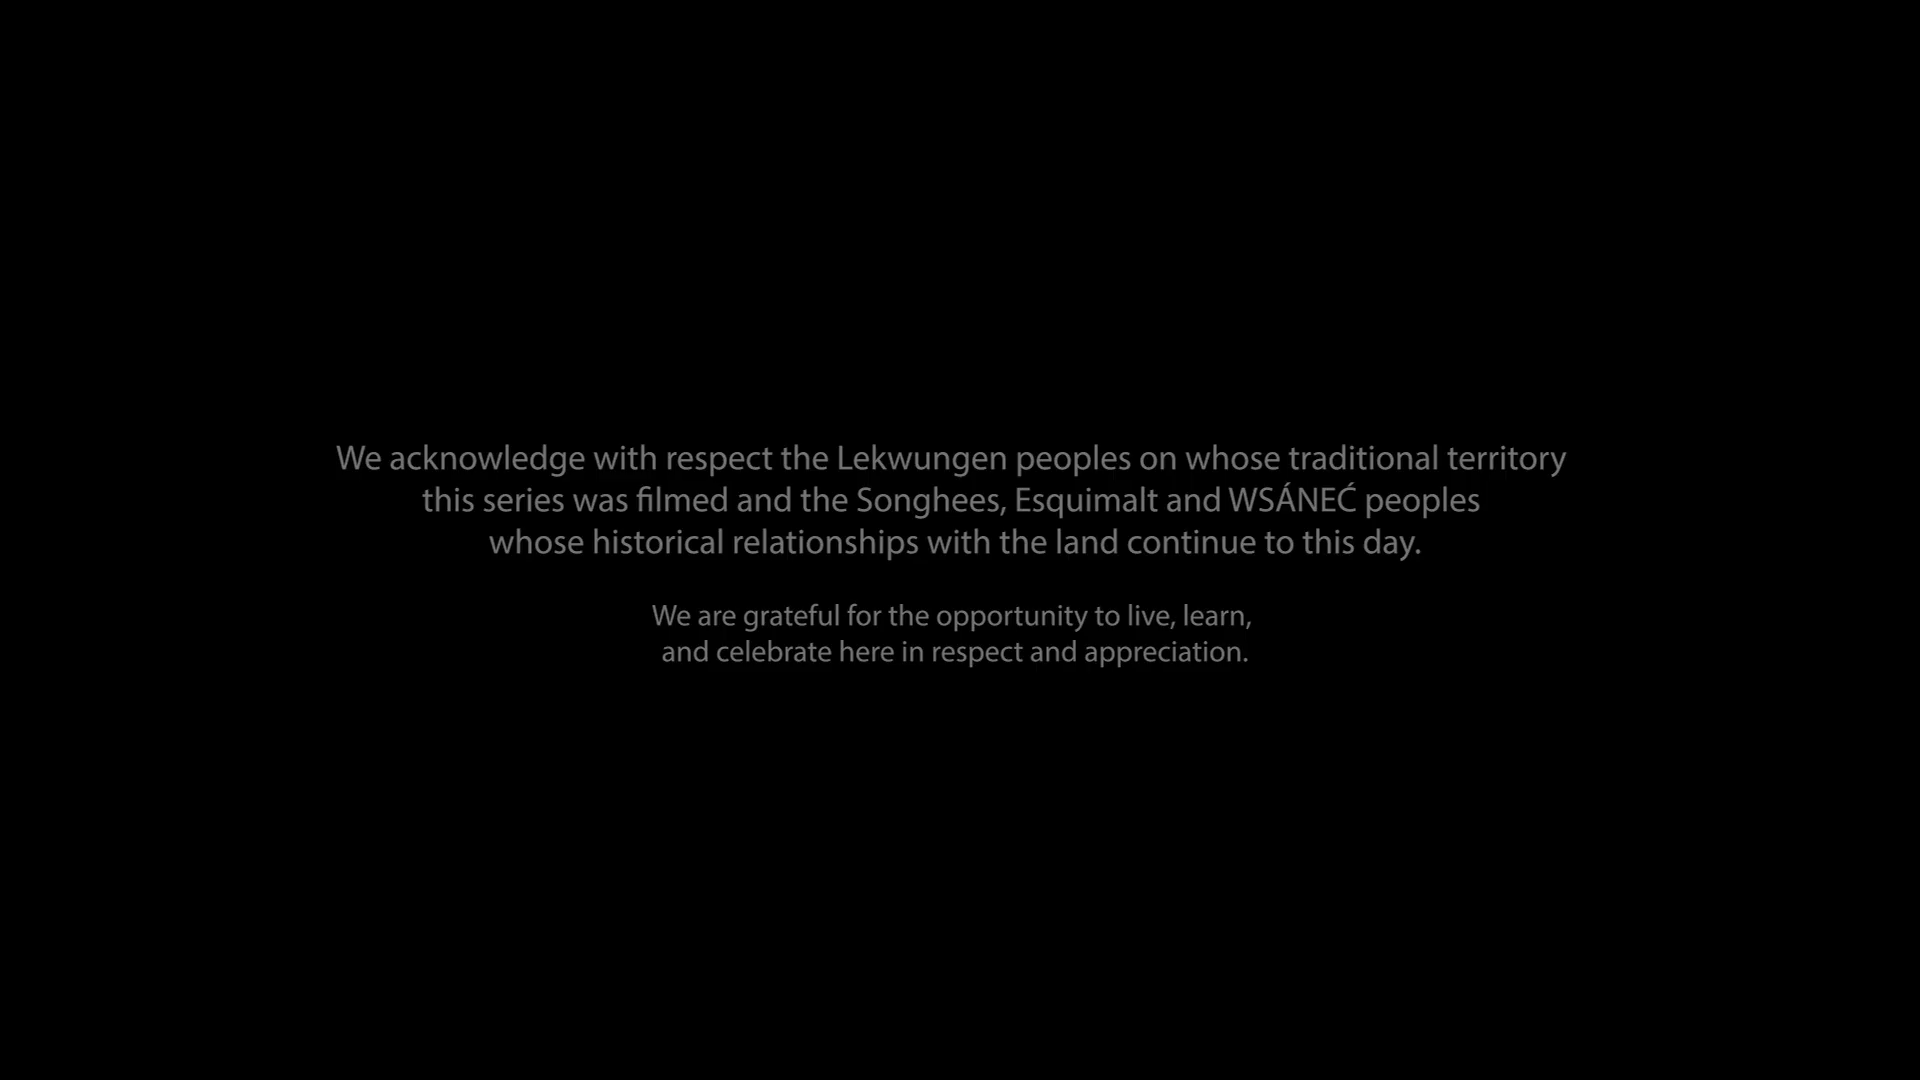 We acknowledge with respect the Lekwungen peoples on whose traditional territory
this series was filmed and the Songhees, Esquimalt and WSÁNEĆ peoples
whose historical relationships with the land continue to this day.
We are grateful for the opportunity to live, learn,
and celebrate here in respect and appreciation.